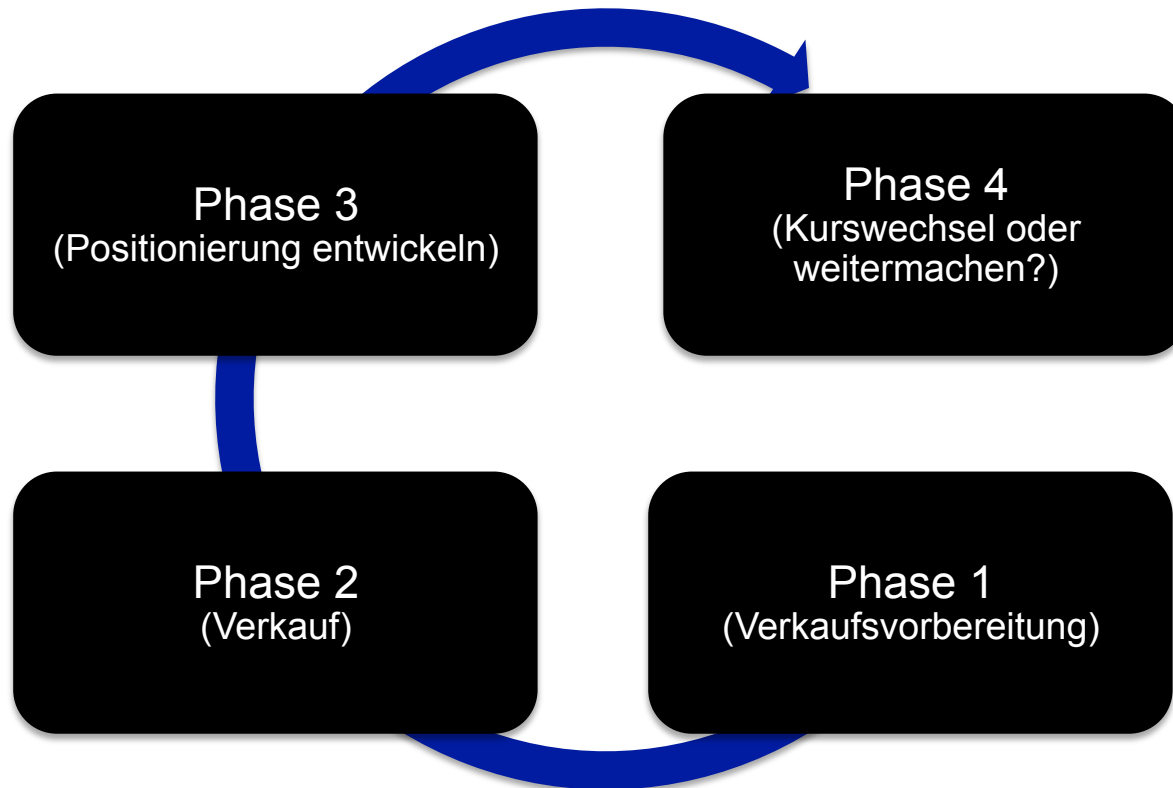 Phase 3
(Positionierung entwickeln)
Phase 4
(Kurswechsel oder
weitermachen?)
Phase 2
(Verkauf)
Phase 1
(Verkaufsvorbereitung)